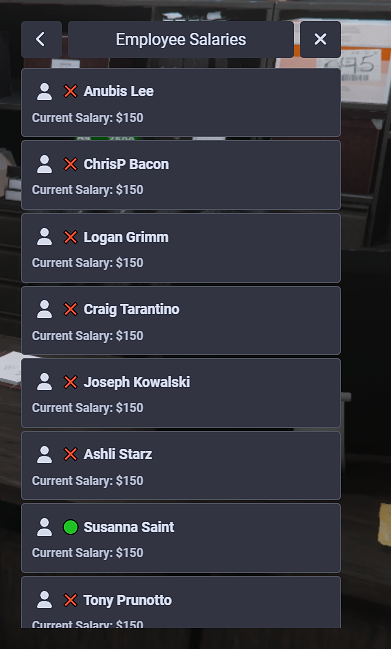 Employee Salaries
Anubis Lee
Current Salary: $150
ChrisP Bacon
Current Salary: $150
Logan Grimm
Current Salary: $150
Craig Tarantino
Current Salary: $150
Joseph Kowalski
Current Salary: $150
Ashli Starz
Current Salary: $150
Susanna Saint
Current Salary: $150
Tony Prunotto
Current Salary: $150